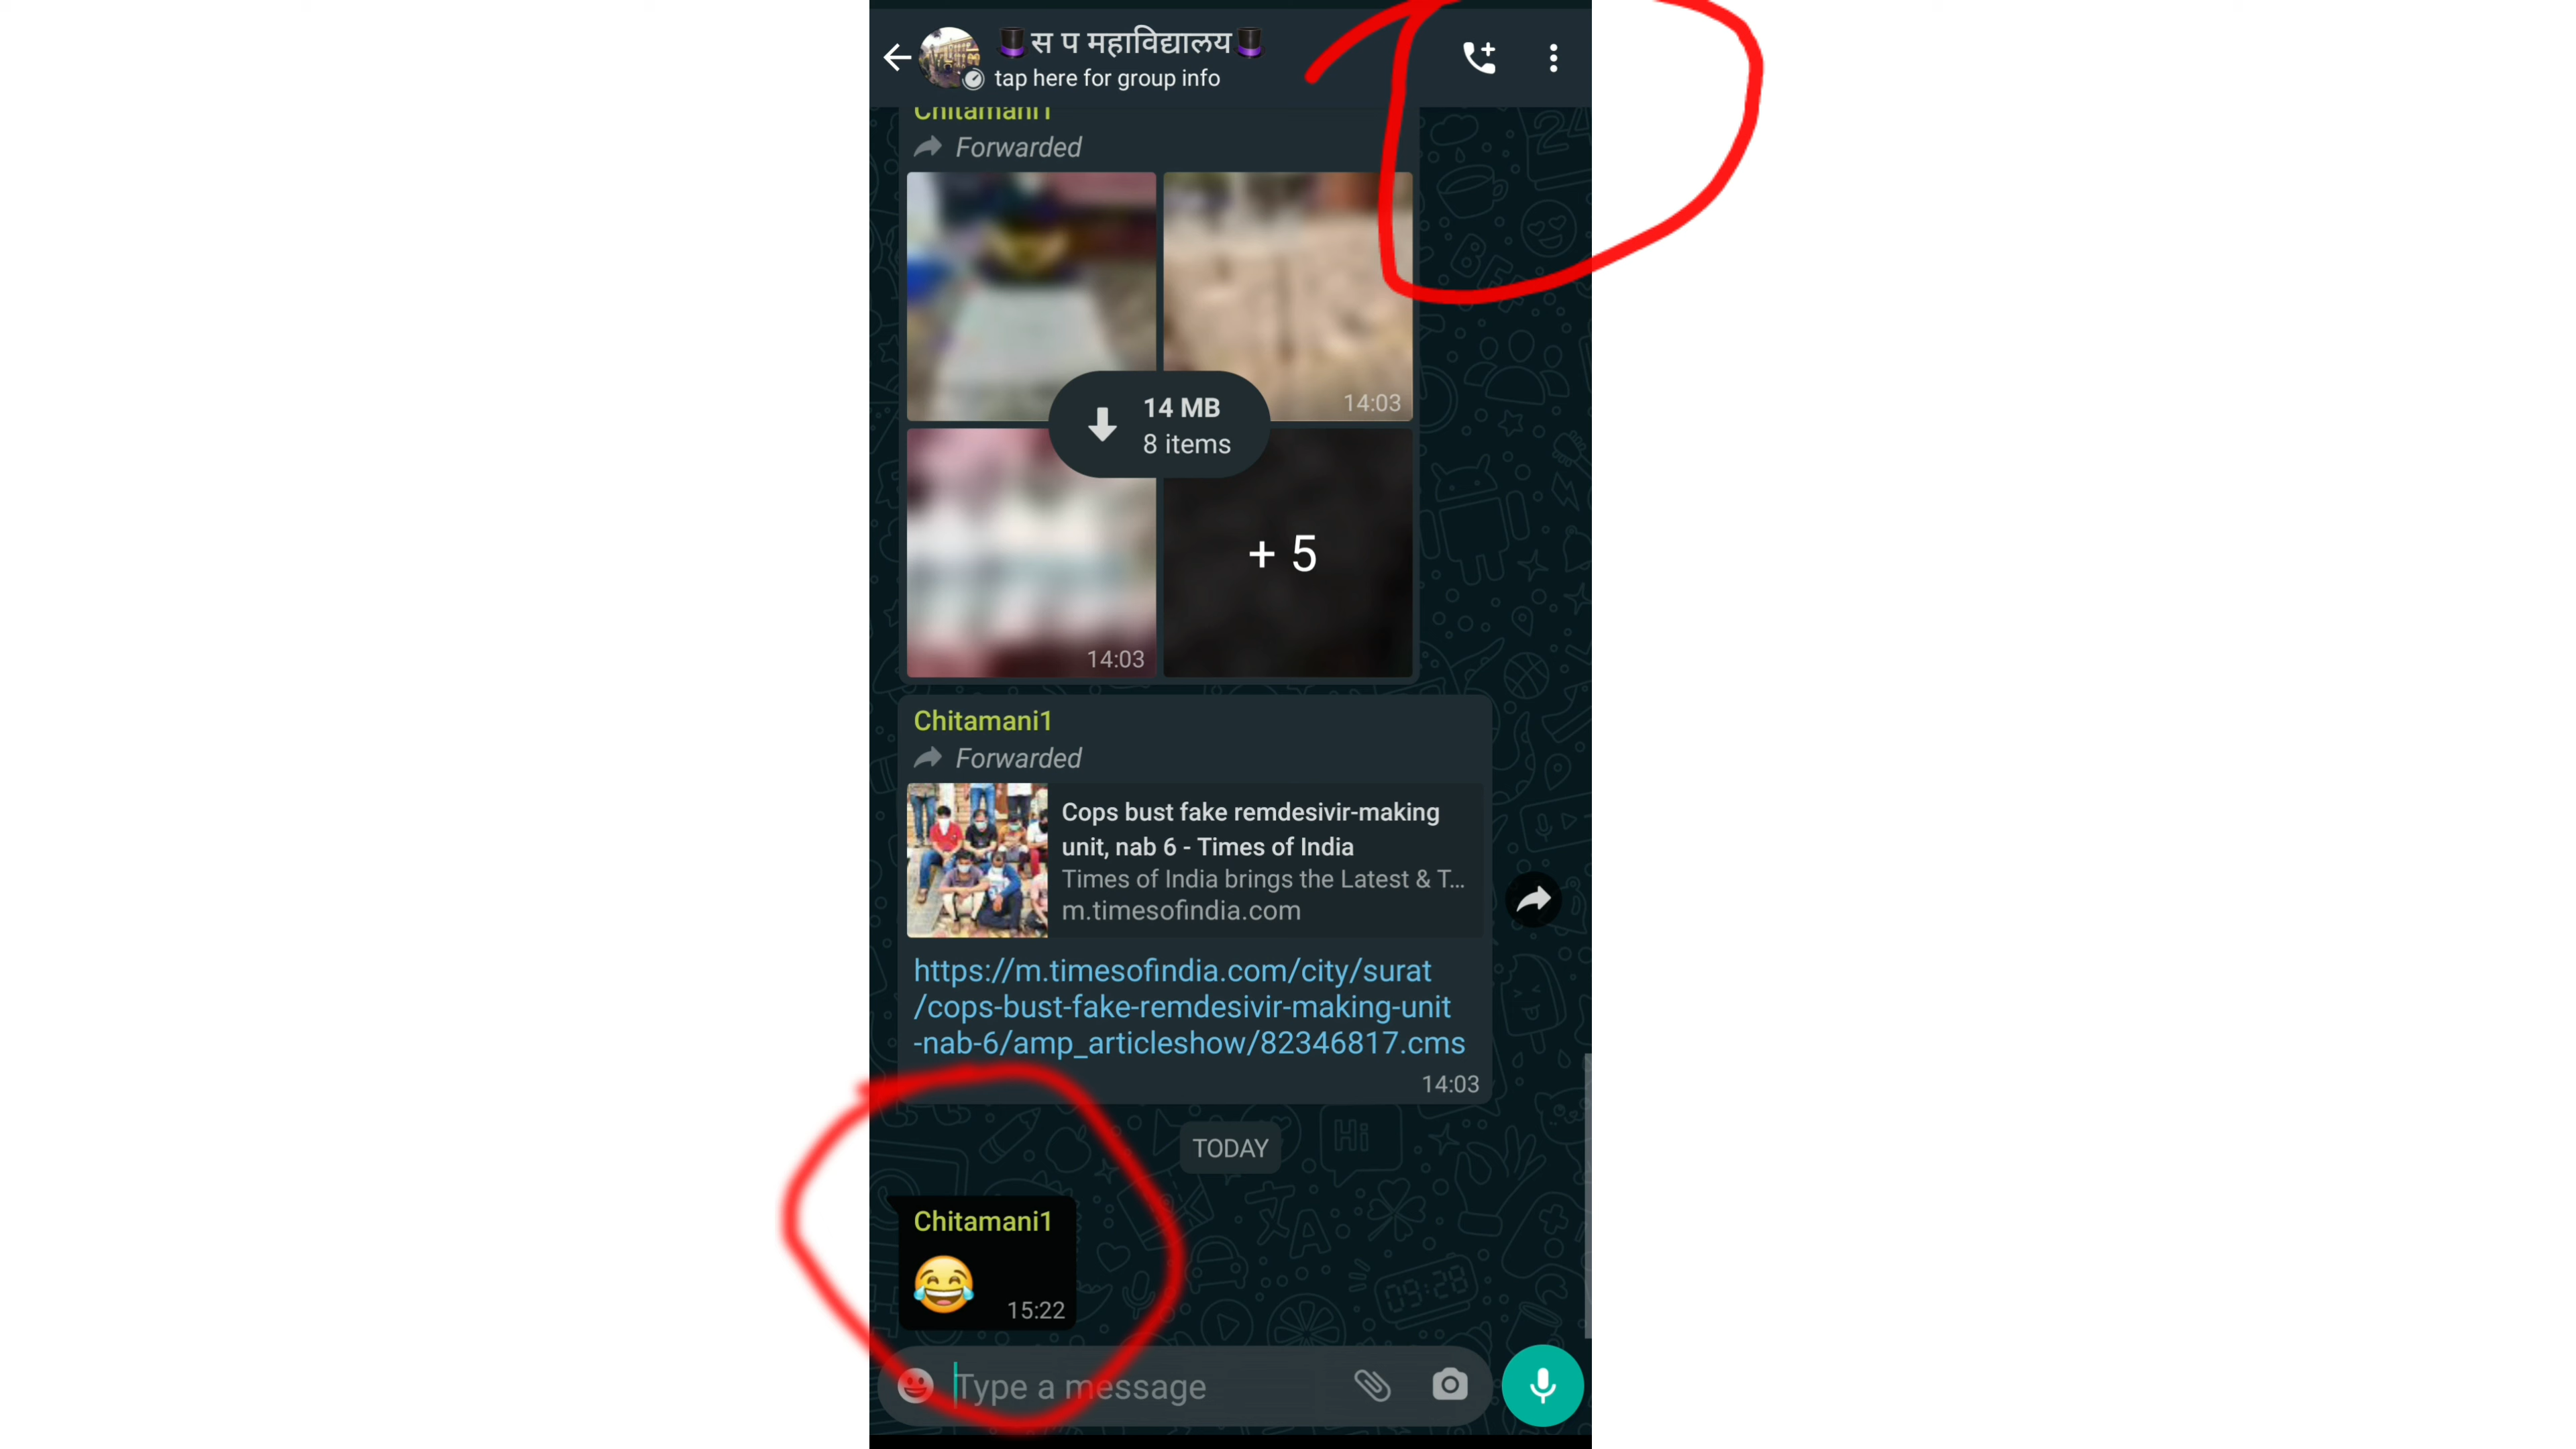 🎩स प महाविद्यालय🎩
tap here for group info
Chitamani1
Forwarded
14:03
14 MB
8 items
+ 5
14:03
Chitamani1
Forwarded
Cops bust fake remdesivir-making
unit, nab 6 - Times of India
Times of India brings the Latest & T...
m.timesofindia.com
https://m.timesofindia.com/city/surat
/cops-bust-fake-remdesivir-making-unit
-nab-6/amp_articleshow/82346817.cms
14:03
TODAY
Chitamani1
😂
15:22
Type a message